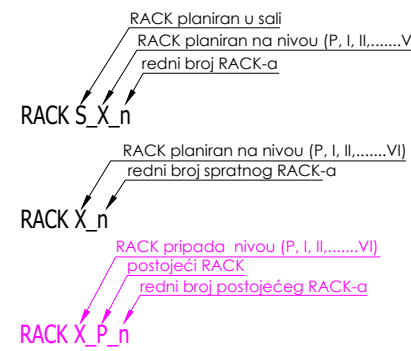 RACK planiran u sali
RACK planiran na nivou (P, I, II,.......V
redni broj RACK-a
RACK S_X_n
RACK planiran na nivou (P, I, II,.......VI)
redni broj spratnog RACK-a
RACK X_n
RACK pripada nivou (P, I, II,.......VI)
postojeći RACK
redni broj postojećeg RACK-a
RACK X_P_n